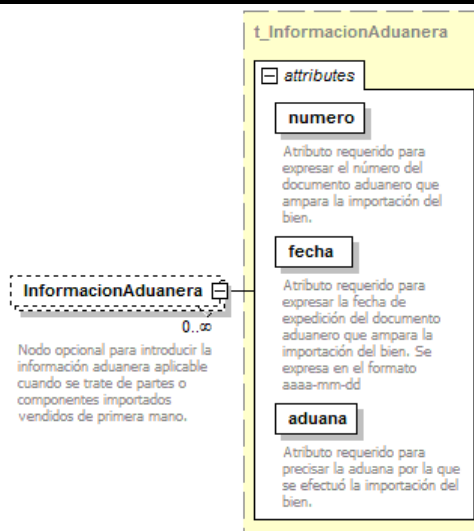 t_InformacionAduanera
attributes
numero
Atributo requerido para
expresar el número del
documento aduanero que
ampara la importación del
bien.
fecha
Atributo requerido para
expresar la fecha de
expedición del documento
aduanero que ampara la
importación del bien. Se
expresa en el formato
aaaa-mm-dd
InformacionAduanera
0..∞
Nodo opcional para introducir la
información aduanera aplicable
cuando se trate de partes o
componentes importados
vendidos de primera mano.
aduana
Atributo requerido para
precisar la aduana por la que
se efectuó la importación del
bien.